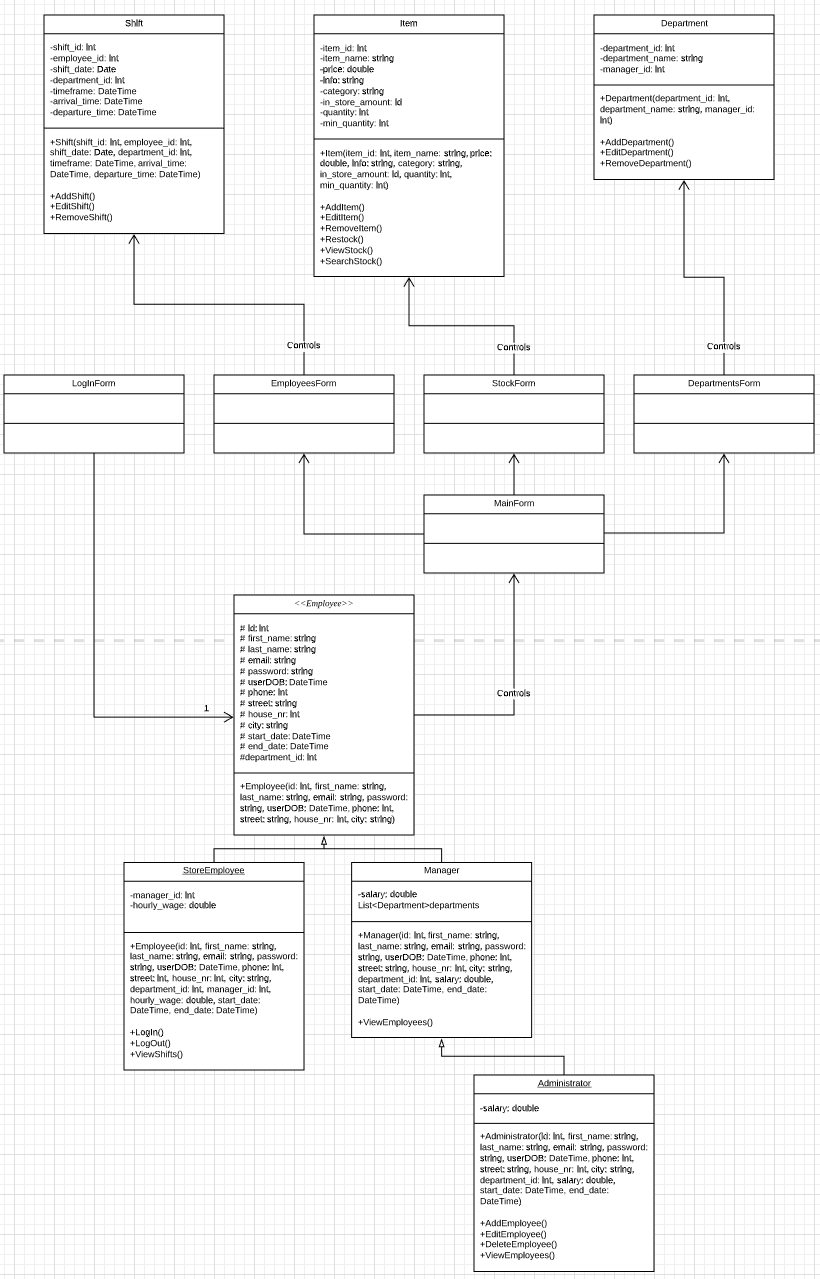 Shift
-shift_id: Int
-employee_id: Int
-shift_date: Date
-department_id: Int
-timeframe: DateTime
-arrival_time: DateTime
-departure_time: DateTime
+Shift(shift_id: Int, employee_id: Int,
shift_date: Date, department_id: Int,
timeframe: DateTime, arrival_time:
DateTime, departure_time: DateTime)
+AddShift()
+EditShift()
+RemoveShift()
Item
-item_id: Int
-item_name: string
-price: double
-info: string
-category: string
-in_store_amount: Id
-quantity: Int
-min_quantity: Int
+Item(item_id: Int, item_name: string, price:
double, info: string, category: string,
in_store_amount: Id, quantity: Int,
min_quantity: Int)
+AddItem()
+EditItem()
+RemoveItem()
+Restock()
+ViewStock()
+SearchStock()
Department
-department_id: Int
-department_name: string
-manager_id: Int
+Department(department_id: Int,
department_name: string, manager_id:
Int)
+AddDepartment()
+EditDepartment()
+RemoveDepartment()
Controls
Controls
Controls
LogInForm
EmployeesForm
StockForm
DepartmentsForm
MainForm
<<Employee>>
# Id: Int
# first_name: string
# last_name: string
# email: string
# password: string
# userDOB: DateTime
# phone: Int
# street: string
# house_nr: Int
# city: string
# start_date: DateTime
# end_date: DateTime
#department_id: Int
+Employee(id: Int, first_name: string,
last_name: string, email: string, password:
string, userDOB: DateTime, phone: Int,
street: string, house_nr: Int, city: string)
1
Controls
StoreEmployee
-manager_id: Int
-hourly_wage: double
+Employee(id: Int, first_name: string,
last_name: string, email: string, password:
string, userDOB: DateTime, phone: Int,
street: Int, house_nr: Int, city: string,
department_id: Int, manager_id: Int,
hourly_wage: double, start_date:
DateTime, end_date: DateTime)
+LogIn()
+LogOut()
+ViewShifts()
Manager
-salary: double
List<Department>departments
+Manager(id: Int, first_name: string,
last_name: string, email: string, password:
string, userDOB: DateTime, phone: Int,
street: string, house_nr: Int, city: string,
department_id: Int, salary: double,
start_date: DateTime, end_date:
DateTime)
+ViewEmployees()
Administrator
-salary: double
+Administrator(Id: Int, first_name: string,
last_name: string, email: string, password:
string, userDOB: DateTime, phone: Int,
street: string, house_nr: Int, city: string,
department_id: Int, salary: double,
start_date: DateTime, end_date:
DateTime)
+AddEmployee()
+EditEmployee()
+DeleteEmployee()
+ViewEmployees()